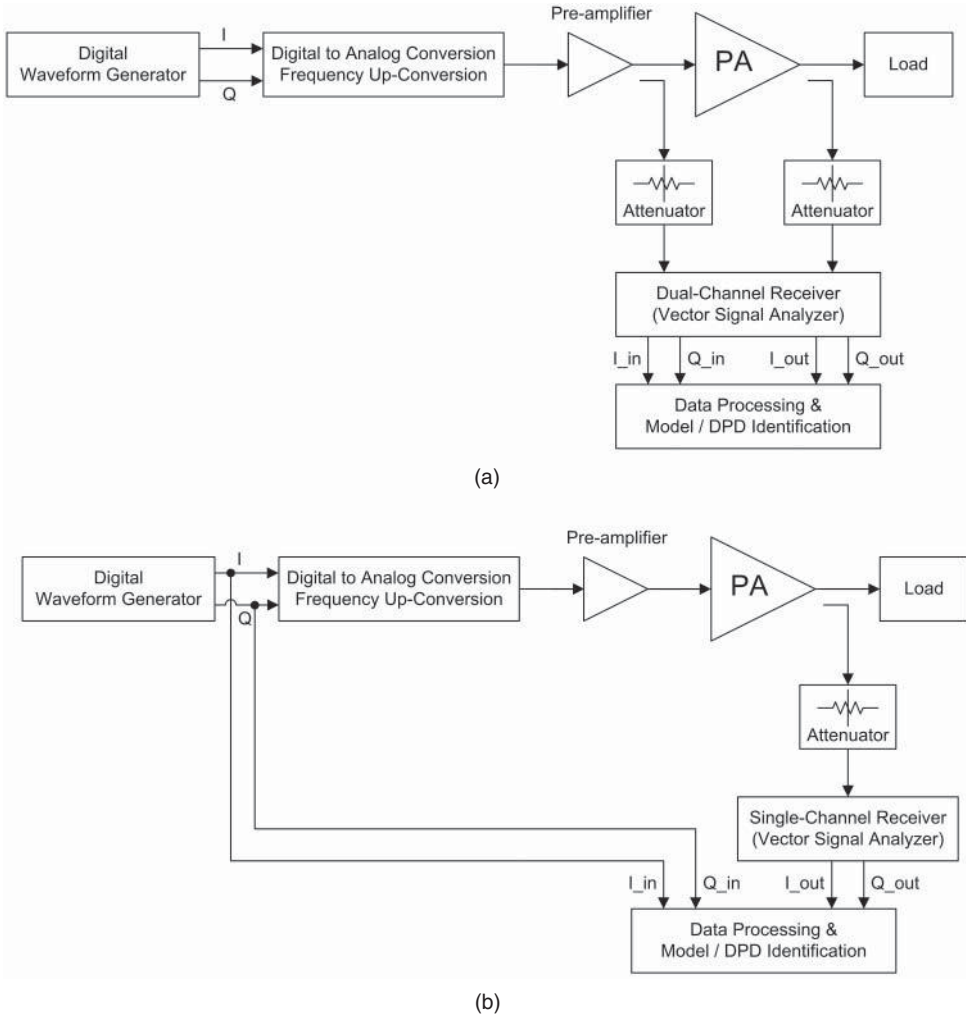 Pre-amplifier
Digital
Waveform Generator
I
Q
Digital to Analog Conversion
Frequency Up-Conversion
PA
Load
Attenuator
Attenuator
Dual-Channel Receiver
(Vector Signal Analyzer)
I_in
Q_in
I_out
Q_out
Data Processing &
Model / DPD Identification
(a)
Pre-amplifier
Digital
Waveform Generator
I
Q
Digital to Analog Conversion
Frequency Up-Conversion
PA
Load
Attenuator
Single-Channel Receiver
(Vector Signal Analyzer)
I_in
Q_in
I_out
Q_out
Data Processing &
Model / DPD Identification
(b)